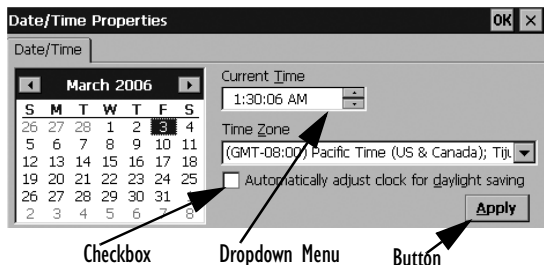 Date/Time Properties OK ×
Date/Time
March 2006
S M T W T F S
26 27 28 1 2 3 4
5 6 7 8 9 10 11
12 13 14 15 16 17 18
19 20 21 22 23 24 25
26 27 28 29 30 31
2 3 4 5 6 7 8
Current Time
1:30:06 AM
Time Zone
(GMT-08:00) Pacific Time (US & Canada); Tiju
Automatically adjust clock for daylight saving
Apply
Checkbox Dropdown Menu Button